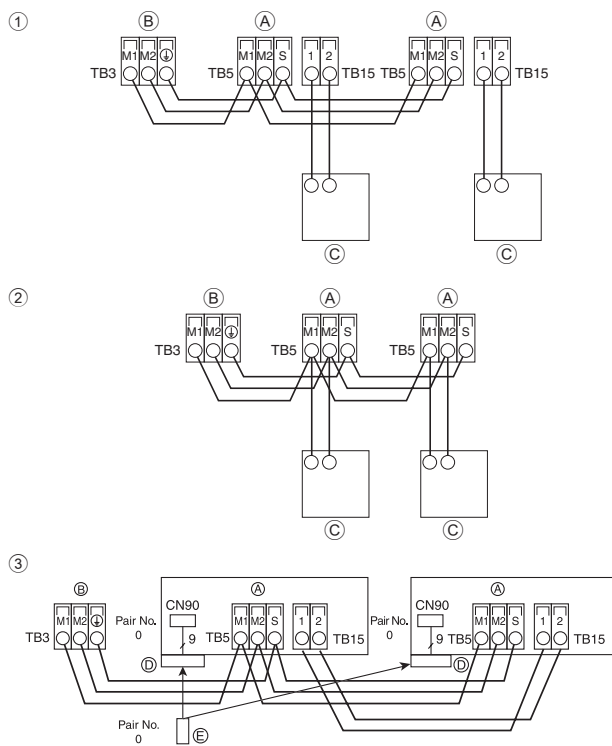 ①
Ⓑ Ⓐ Ⓐ
M1 M2 M1 M2 S 1 2 M1 M2 S 1 2
TB3 TB5 TB15 TB5 TB15
Ⓒ Ⓒ
②
Ⓑ Ⓐ Ⓐ
M1 M2 M1 M2 S M1 M2 S
TB3 TB5 TB5
Ⓒ Ⓒ
③
Ⓑ Ⓐ Ⓐ
CN90 CN90
M1 M2 M1 M2 S 1 2 M1 M2 S 1 2
Pair No. Pair No.
0 0
TB3 9 TB5 TB15 9 TB5 TB15
Ⓓ Ⓓ
Pair No.
0
Ⓔ